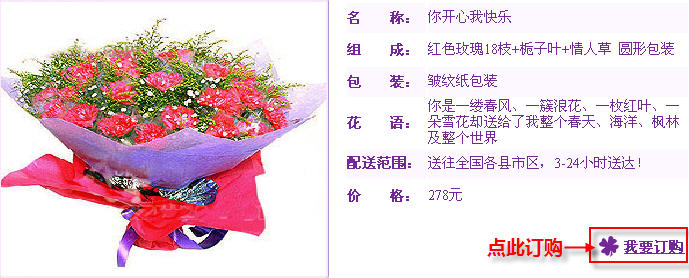 名 称： 你开心我快乐
组 成： 红色玫瑰18枝+栀子叶+情人草 圆形包装
包 装： 皱纹纸包装
花 语： 你是一缕春风、一簇浪花、一枚红叶、一
朵雪花却送给了我整个春天、海洋、枫林
及整个世界
配送范围： 送往全国各县市区，3-24小时送达！
价 格： 278元
点此订购 我要订购